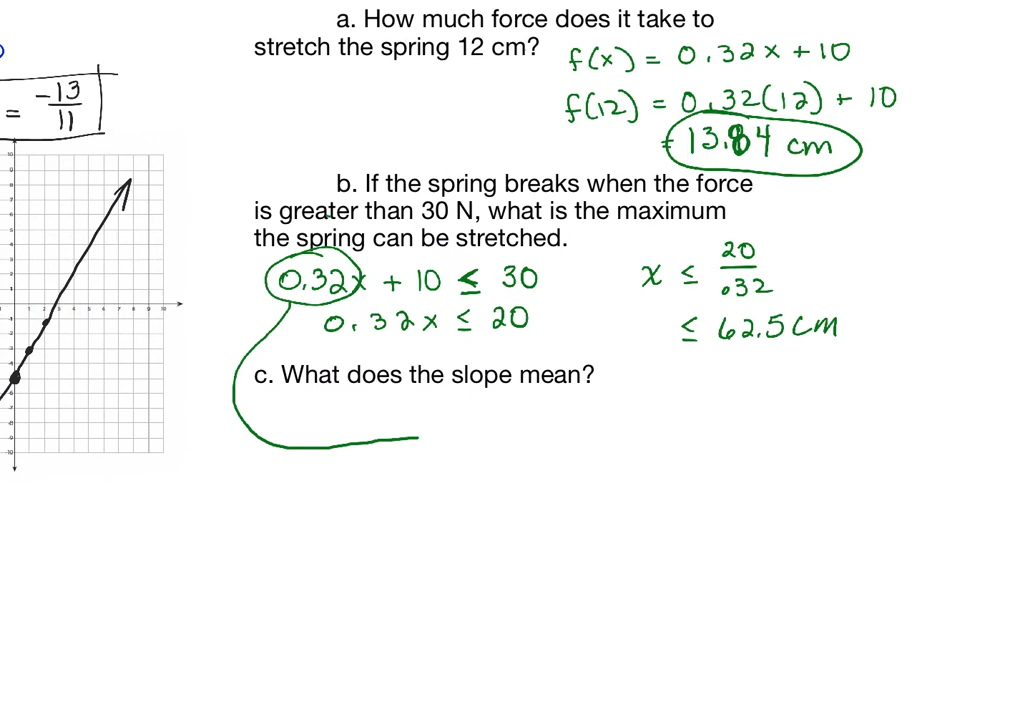 a. How much force does it take to
stretch the spring 12 cm?
f(x) = 0.32x + 10
f(12) = 0.32(12) + 10
= 13.84 cm
= -13/11
b. If the spring breaks when the force
is greater than 30 N, what is the maximum
the spring can be stretched.
0.32x + 10 ≤ 30
0.32x ≤ 20
x ≤ 20/.032
≤ 62.5 cm
c. What does the slope mean?